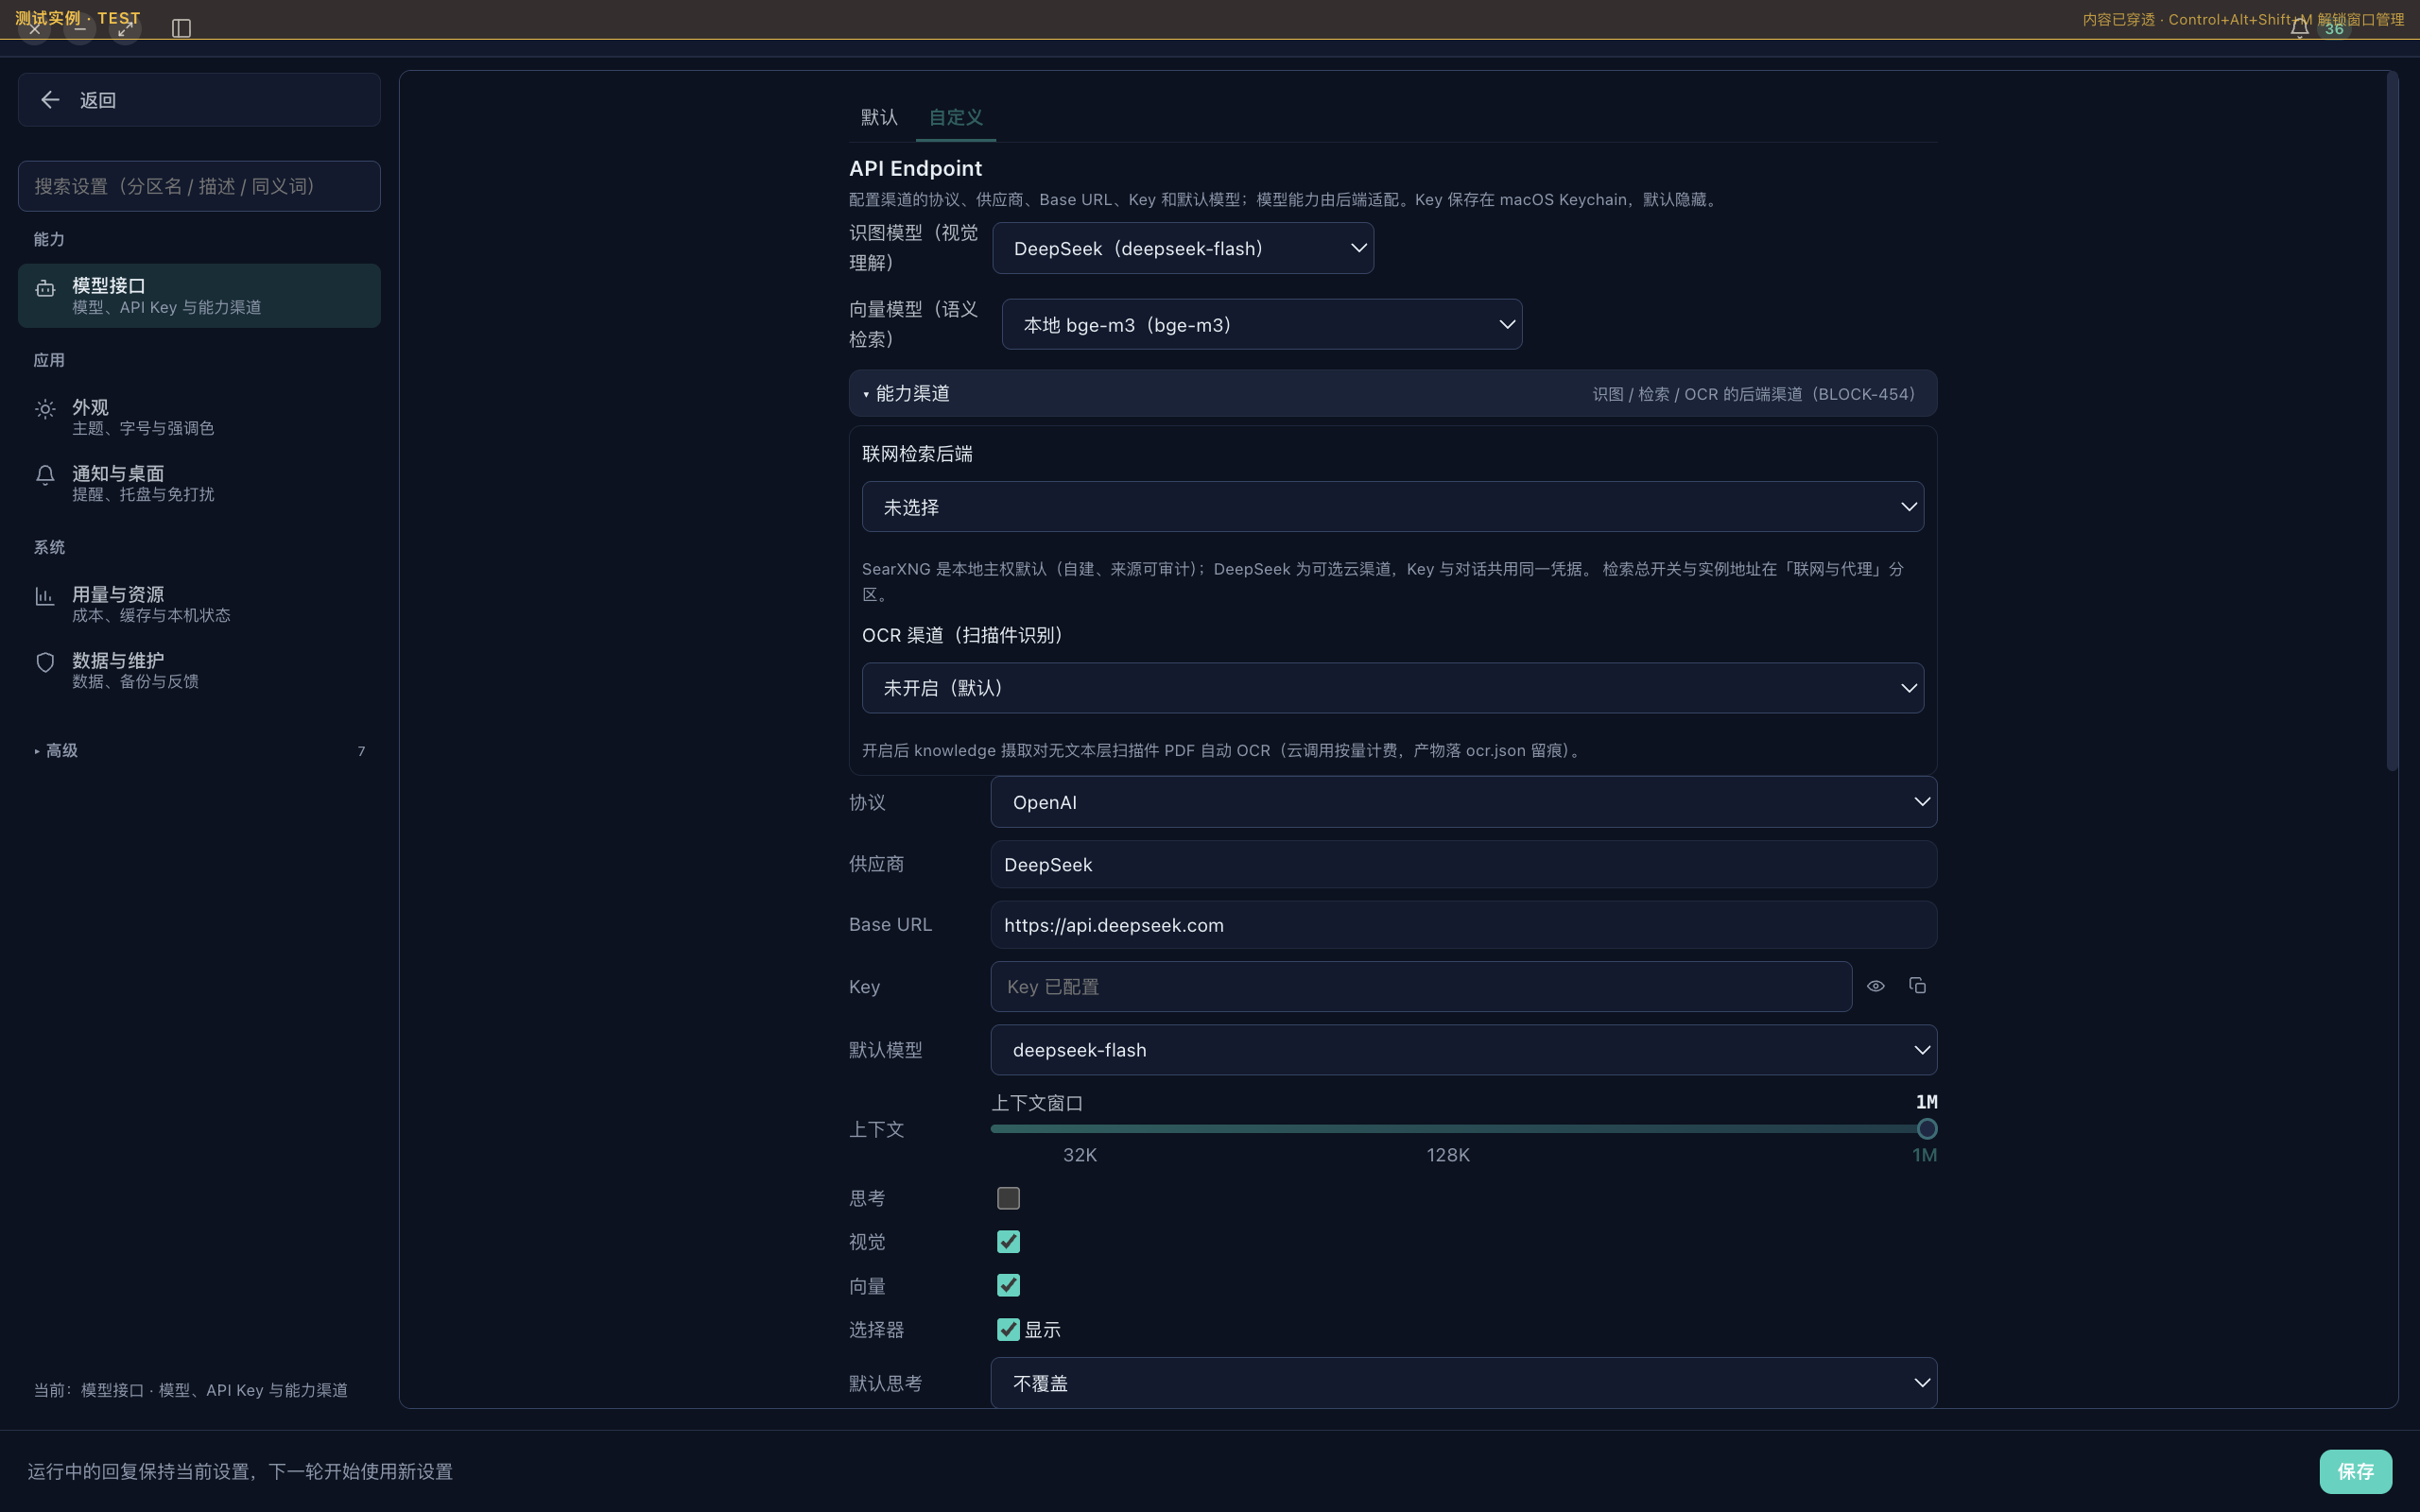 测试实例 · TEST
内容已穿透 · Control+Alt+Shift+M 解锁窗口管理
36
返回
搜索设置（分区名 / 描述 / 同义词）
能力
模型接口
模型、API Key 与能力渠道
应用
外观
主题、字号与强调色
通知与桌面
提醒、托盘与免打扰
系统
用量与资源
成本、缓存与本机状态
数据与维护
数据、备份与反馈
高级
7
当前：模型接口 · 模型、API Key 与能力渠道
默认
自定义
API Endpoint
配置渠道的协议、供应商、Base URL、Key 和默认模型；模型能力由后端适配。Key 保存在 macOS Keychain，默认隐藏。
识图模型（视觉
理解）
DeepSeek（deepseek-flash）
向量模型（语义
检索）
本地 bge-m3（bge-m3）
能力渠道
识图 / 检索 / OCR 的后端渠道（BLOCK-454）
联网检索后端
未选择
SearXNG 是本地主权默认（自建、来源可审计）；DeepSeek 为可选云渠道，Key 与对话共用同一凭据。 检索总开关与实例地址在「联网与代理」分
区。
OCR 渠道（扫描件识别）
未开启（默认）
开启后 knowledge 摄取对无文本层扫描件 PDF 自动 OCR（云调用按量计费，产物落 ocr.json 留痕）。
协议
OpenAI
供应商
DeepSeek
Base URL
https://api.deepseek.com
Key
Key 已配置
默认模型
deepseek-flash
上下文
上下文窗口
1M
32K
128K
1M
思考
视觉
向量
选择器
显示
默认思考
不覆盖
运行中的回复保持当前设置，下一轮开始使用新设置
保存